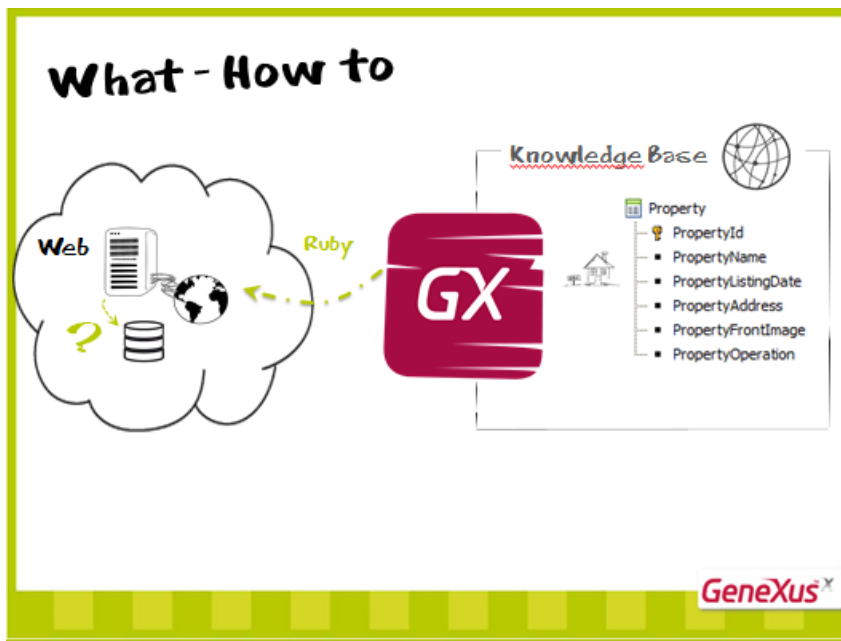 What - How to
Knowledge Base
Web
?
Ruby
GX
Property
PropertyId
PropertyName
PropertyListingDate
PropertyAddress
PropertyFrontImage
PropertyOperation
GeneXus X